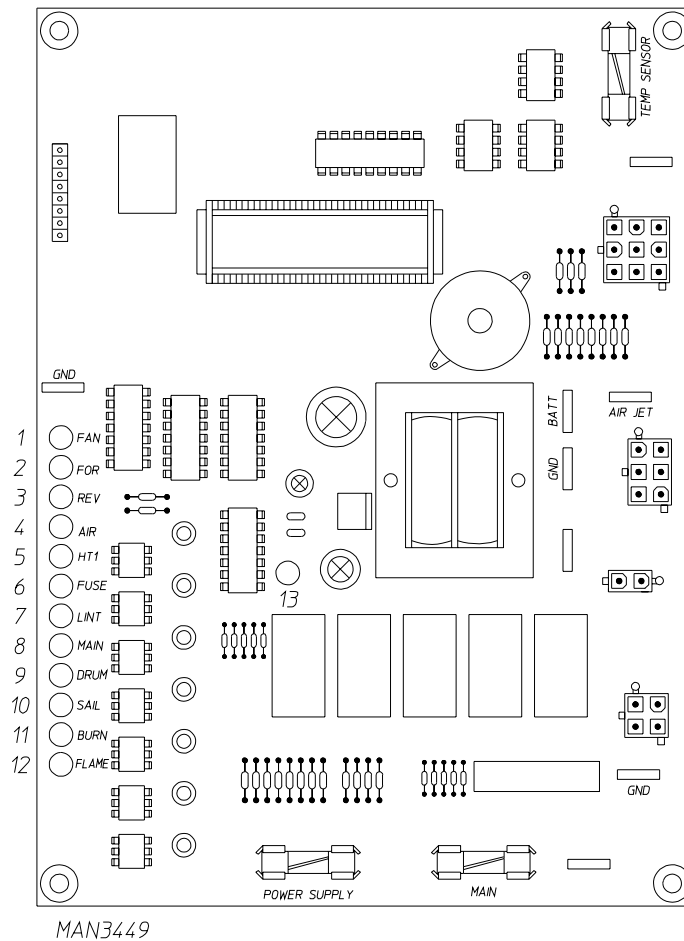 TEMP SENSOR
GND
BATT
AIR JET
1 FAN
2 FOR
3 REV
GND
4 AIR
5 HT1
6 FUSE
13
7 LINT
8 MAIN
9 DRUM
10 SAIL
11 BURN
12 FLAME
GND
POWER SUPPLY
MAIN
MAN3449